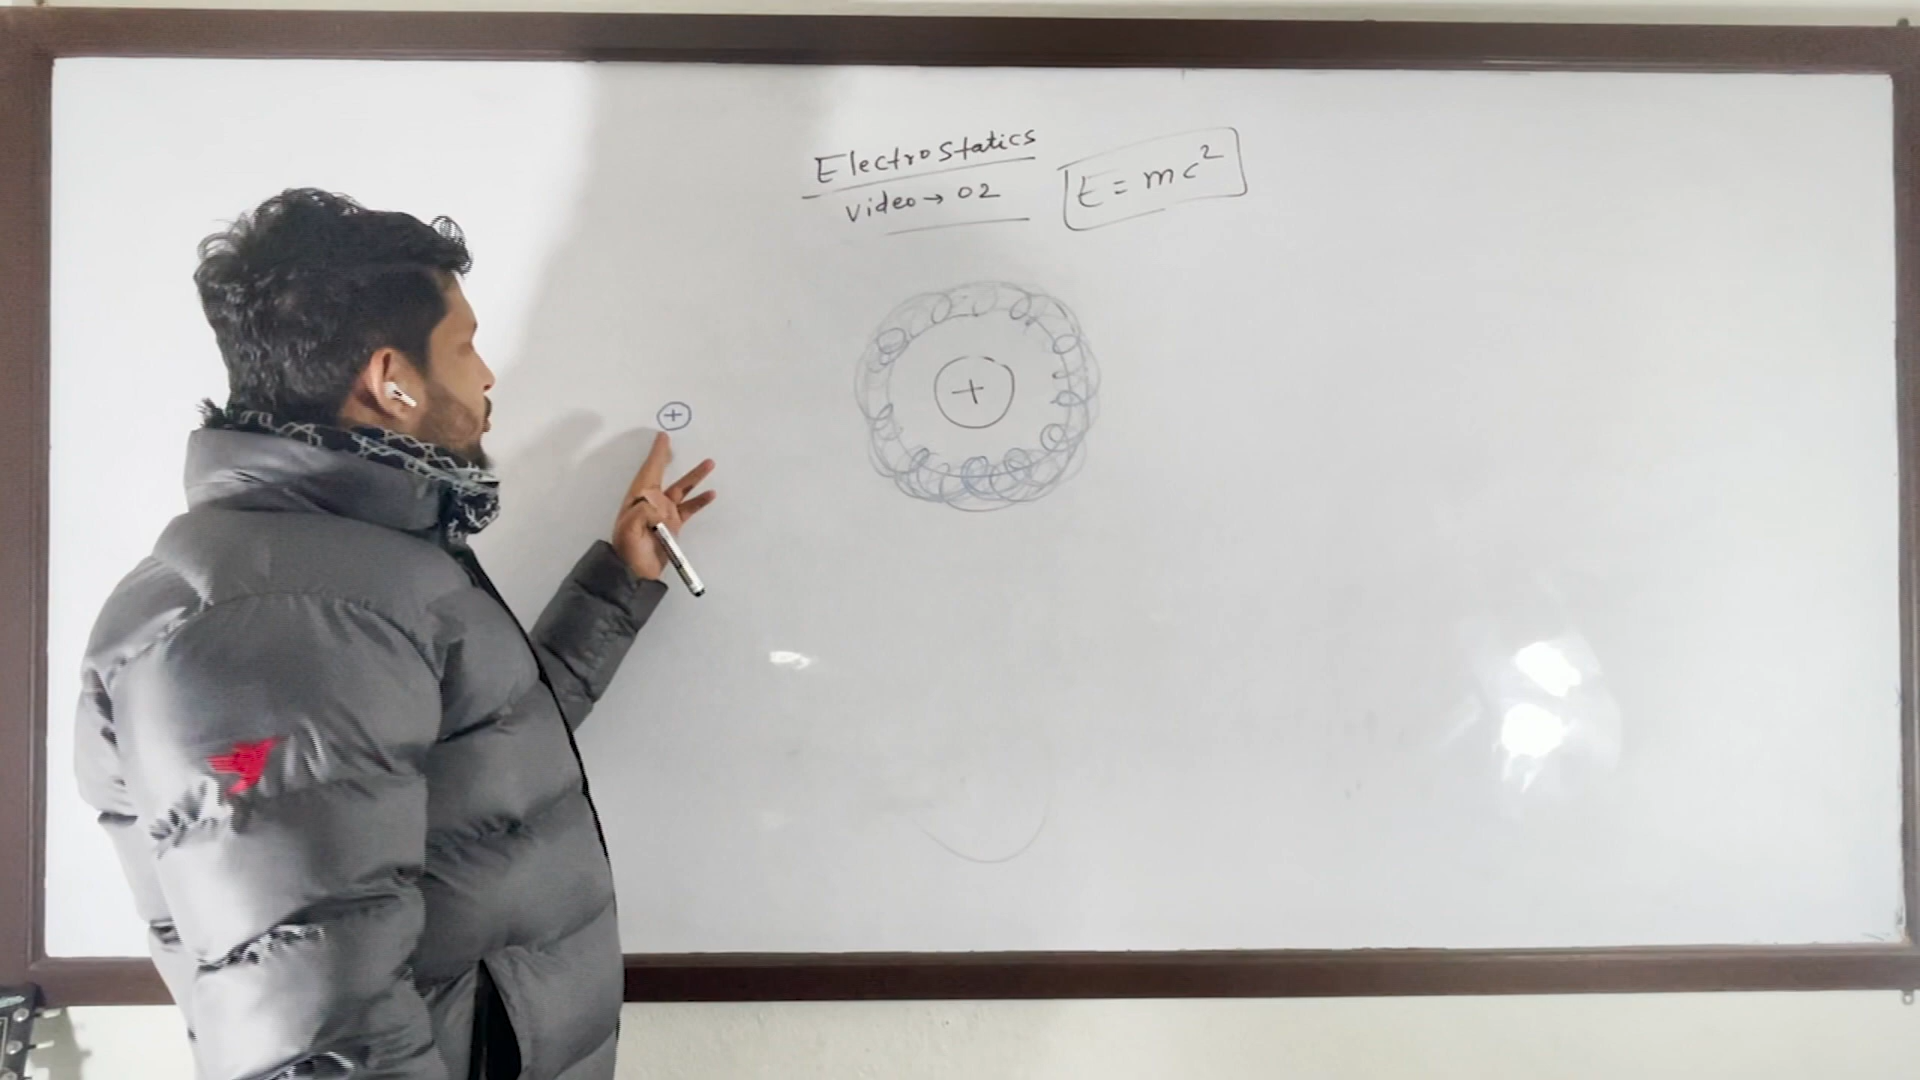 Electrostatics
Video → 02
E = mc²
+
+